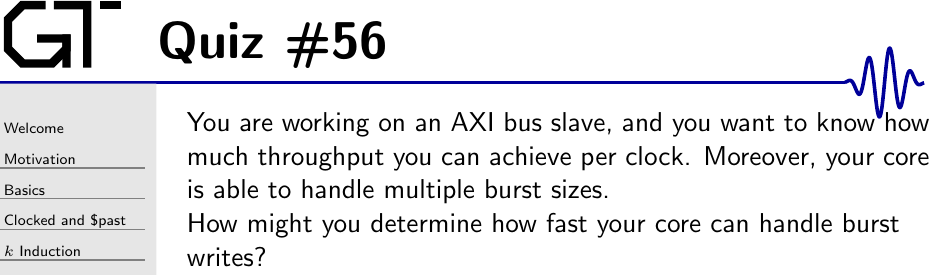 GT
Quiz #56
Welcome
Motivation
Basics
Clocked and $past
k Induction
You are working on an AXI bus slave, and you want to know how
much throughput you can achieve per clock. Moreover, your core
is able to handle multiple burst sizes.
How might you determine how fast your core can handle burst
writes?